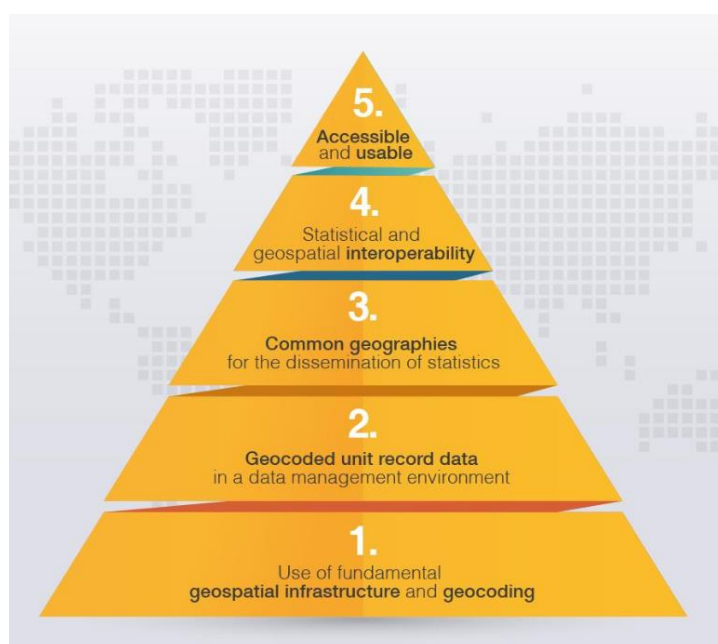 5.
Accessible
and usable
4.
Statistical and
geospatial interoperability
3.
Common geographies
for the dissemination of statistics
2.
Geocoded unit record data
in a data management environment
1.
Use of fundamental
geospatial infrastructure and geocoding